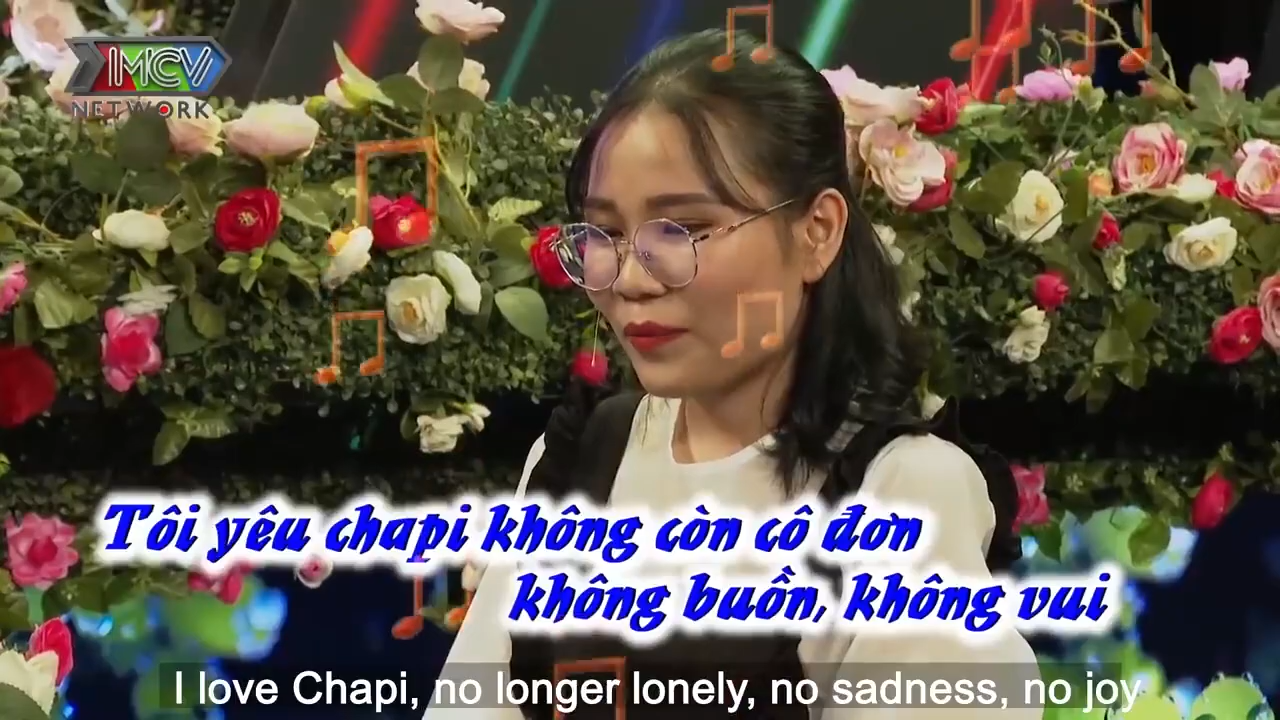 MCV
NETWORK
Tôi yêu chapi không còn cô đơn
không buồn, không vui
I love Chapi, no longer lonely, no sadness, no joy